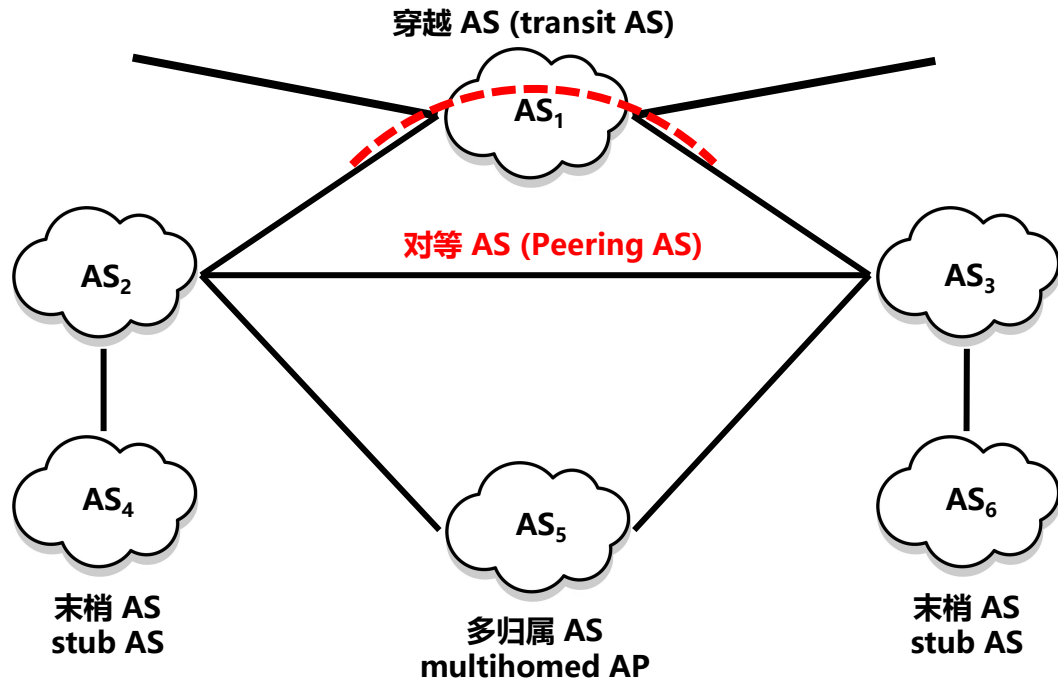 穿越 AS (transit AS)
AS₁
对等 AS (Peering AS)
AS₂
AS₃
AS₄
AS₅
AS₆
末梢 AS
stub AS
多归属 AS
multihomed AP
末梢 AS
stub AS